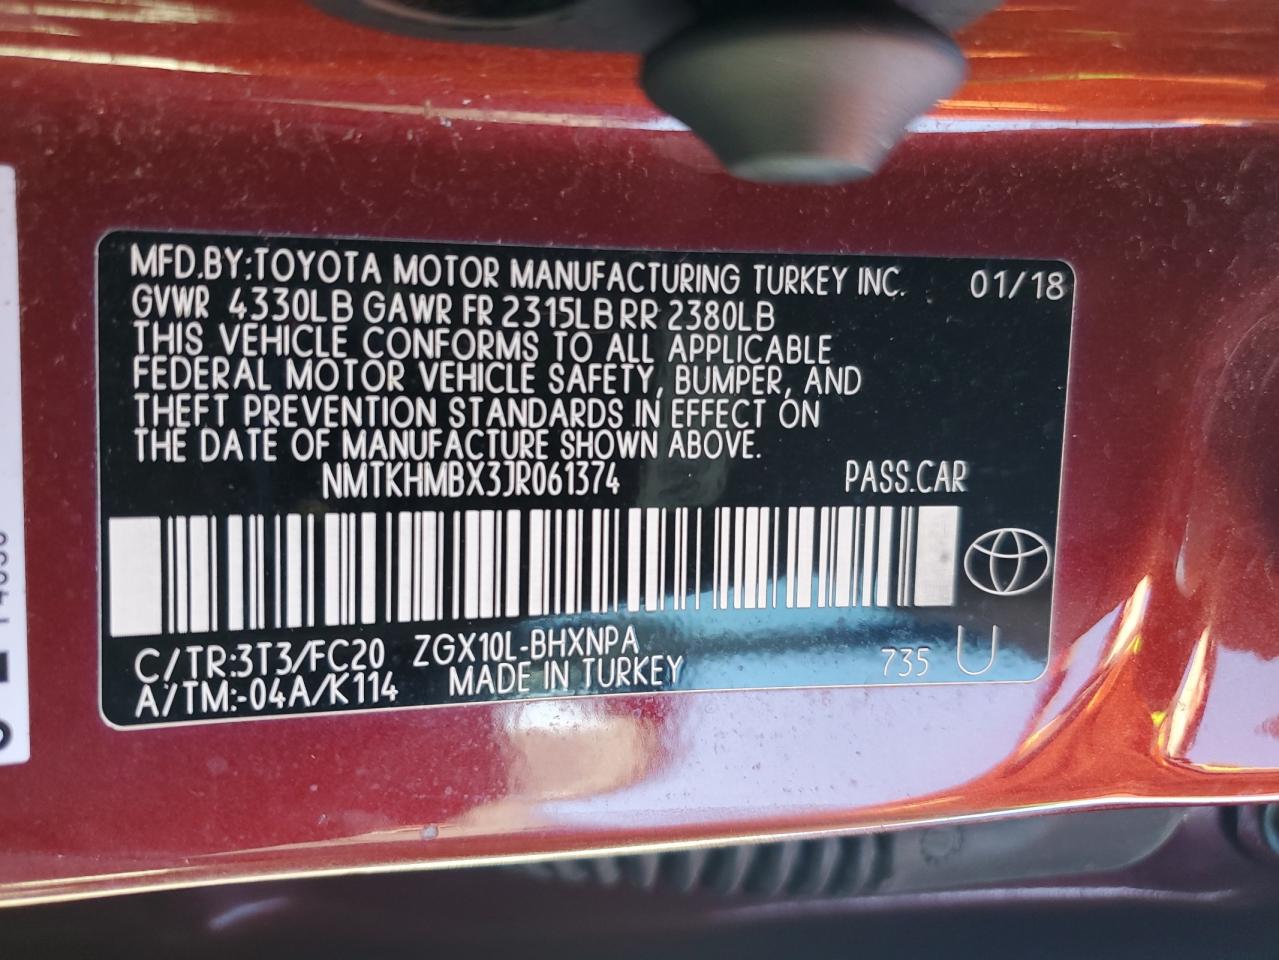 MFD.BY:TOYOTA MOTOR MANUFACTURING TURKEY INC. 01/18
GVWR 4330LB GAWR FR 2315LB RR 2380LB
THIS VEHICLE CONFORMS TO ALL APPLICABLE
FEDERAL MOTOR VEHICLE SAFETY, BUMPER, AND
THEFT PREVENTION STANDARDS IN EFFECT ON
THE DATE OF MANUFACTURE SHOWN ABOVE.
NMTKHMBX3JR061374 PASS.CAR
C/TR:3T3/FC20 ZGX10L-BHXNPA 735 U
A/TM:-04A/K114 MADE IN TURKEY